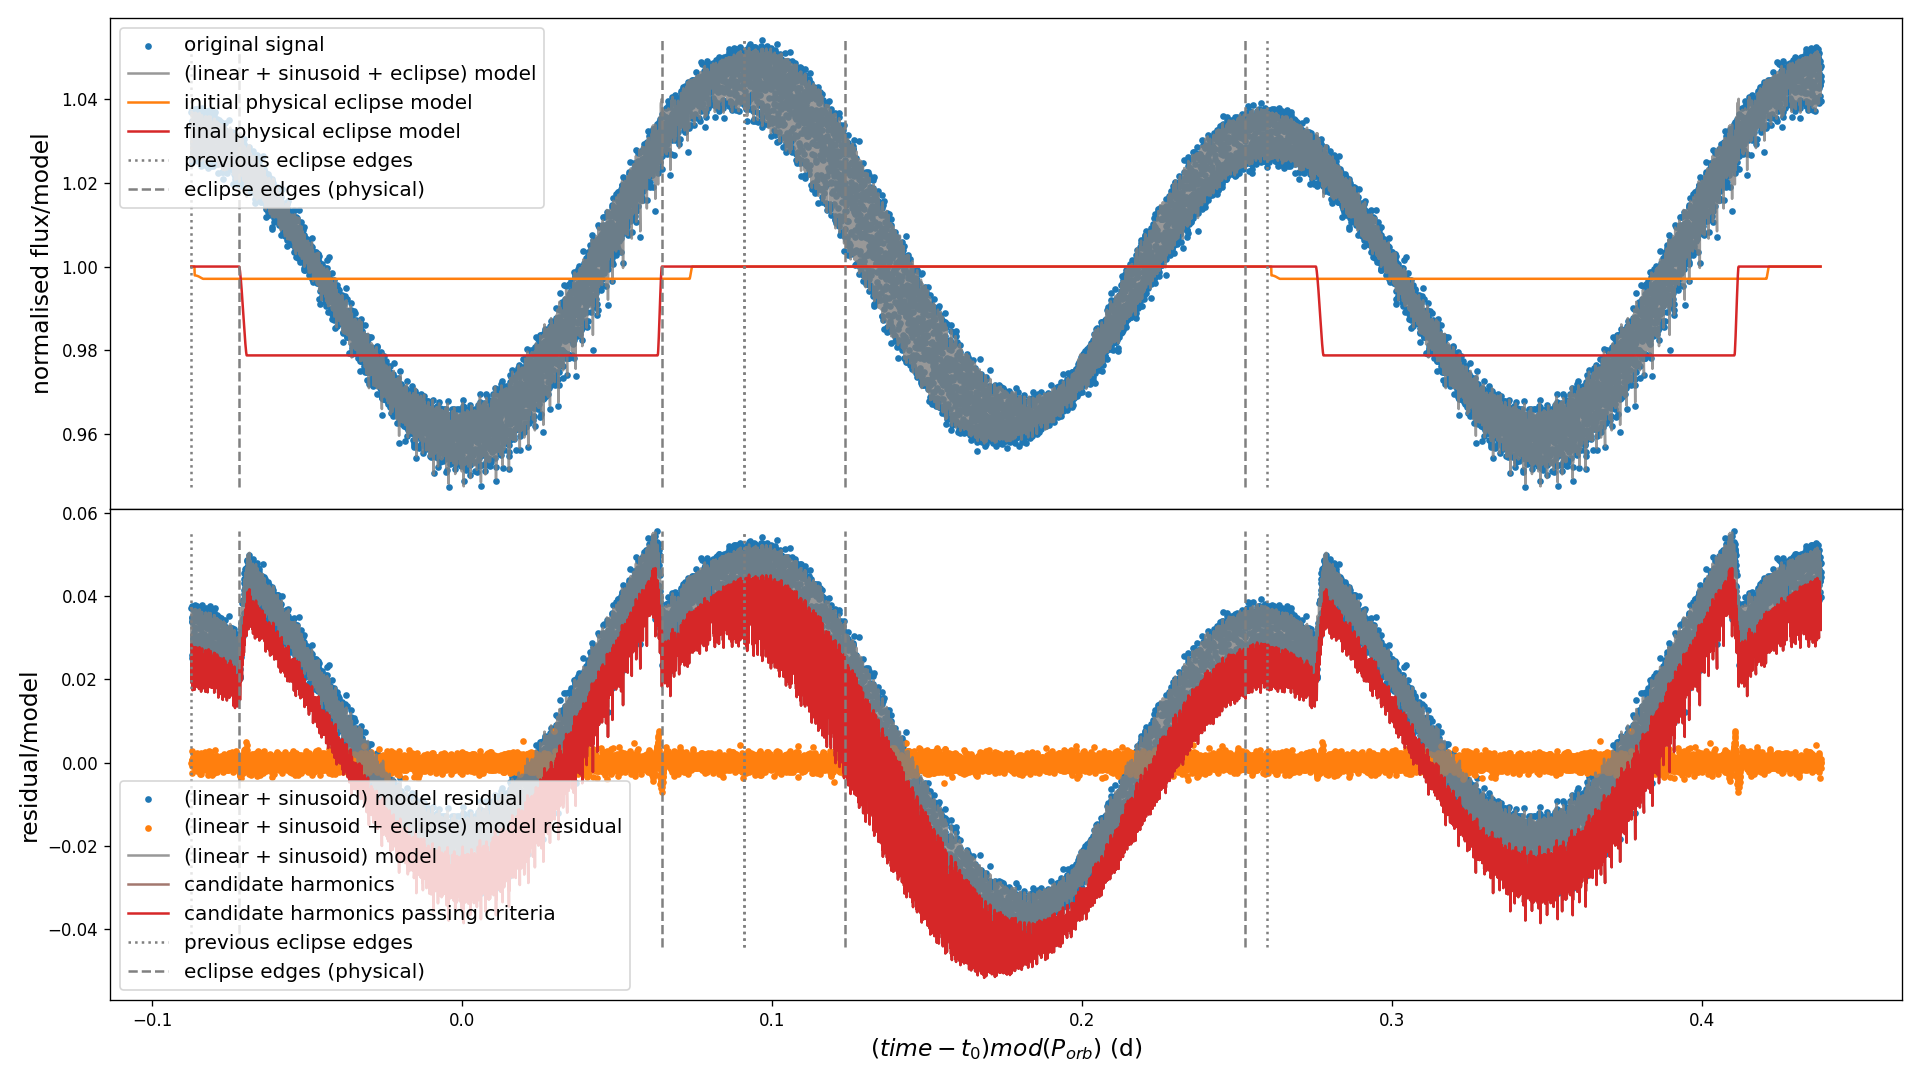 original signal
(linear + sinusoid + eclipse) model
initial physical eclipse model
final physical eclipse model
previous eclipse edges
eclipse edges (physical)
normalised flux/model
1.04
1.02
1.00
0.98
0.96
0.06
0.04
0.02
0.00
−0.02
−0.04
residual/model
(linear + sinusoid) model residual
(linear + sinusoid + eclipse) model residual
(linear + sinusoid) model
candidate harmonics
candidate harmonics passing criteria
previous eclipse edges
eclipse edges (physical)
−0.1 0.0 0.1 0.2 0.3 0.4
(time − t₀)mod(P_orb) (d)